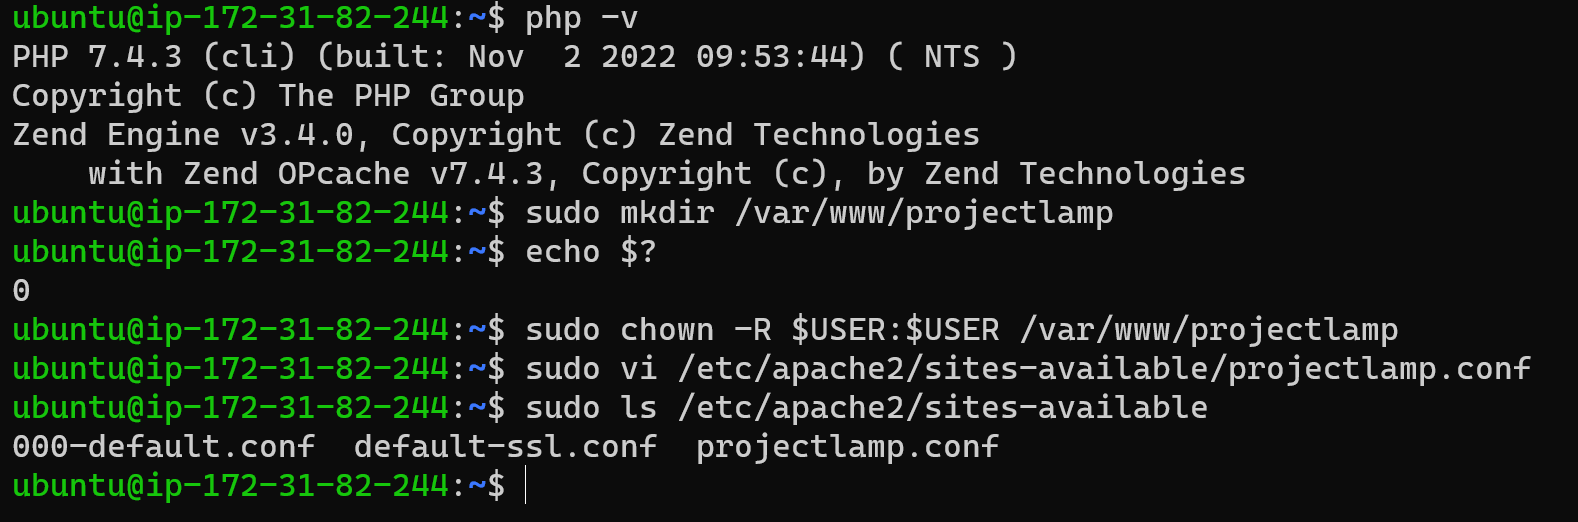 ubuntu@ip-172-31-82-244:~$ php -v
PHP 7.4.3 (cli) (built: Nov  2 2022 09:53:44) ( NTS )
Copyright (c) The PHP Group
Zend Engine v3.4.0, Copyright (c) Zend Technologies
    with Zend OPcache v7.4.3, Copyright (c), by Zend Technologies
ubuntu@ip-172-31-82-244:~$ sudo mkdir /var/www/projectlamp
ubuntu@ip-172-31-82-244:~$ echo $?
0
ubuntu@ip-172-31-82-244:~$ sudo chown -R $USER:$USER /var/www/projectlamp
ubuntu@ip-172-31-82-244:~$ sudo vi /etc/apache2/sites-available/projectlamp.conf
ubuntu@ip-172-31-82-244:~$ sudo ls /etc/apache2/sites-available
000-default.conf  default-ssl.conf  projectlamp.conf
ubuntu@ip-172-31-82-244:~$